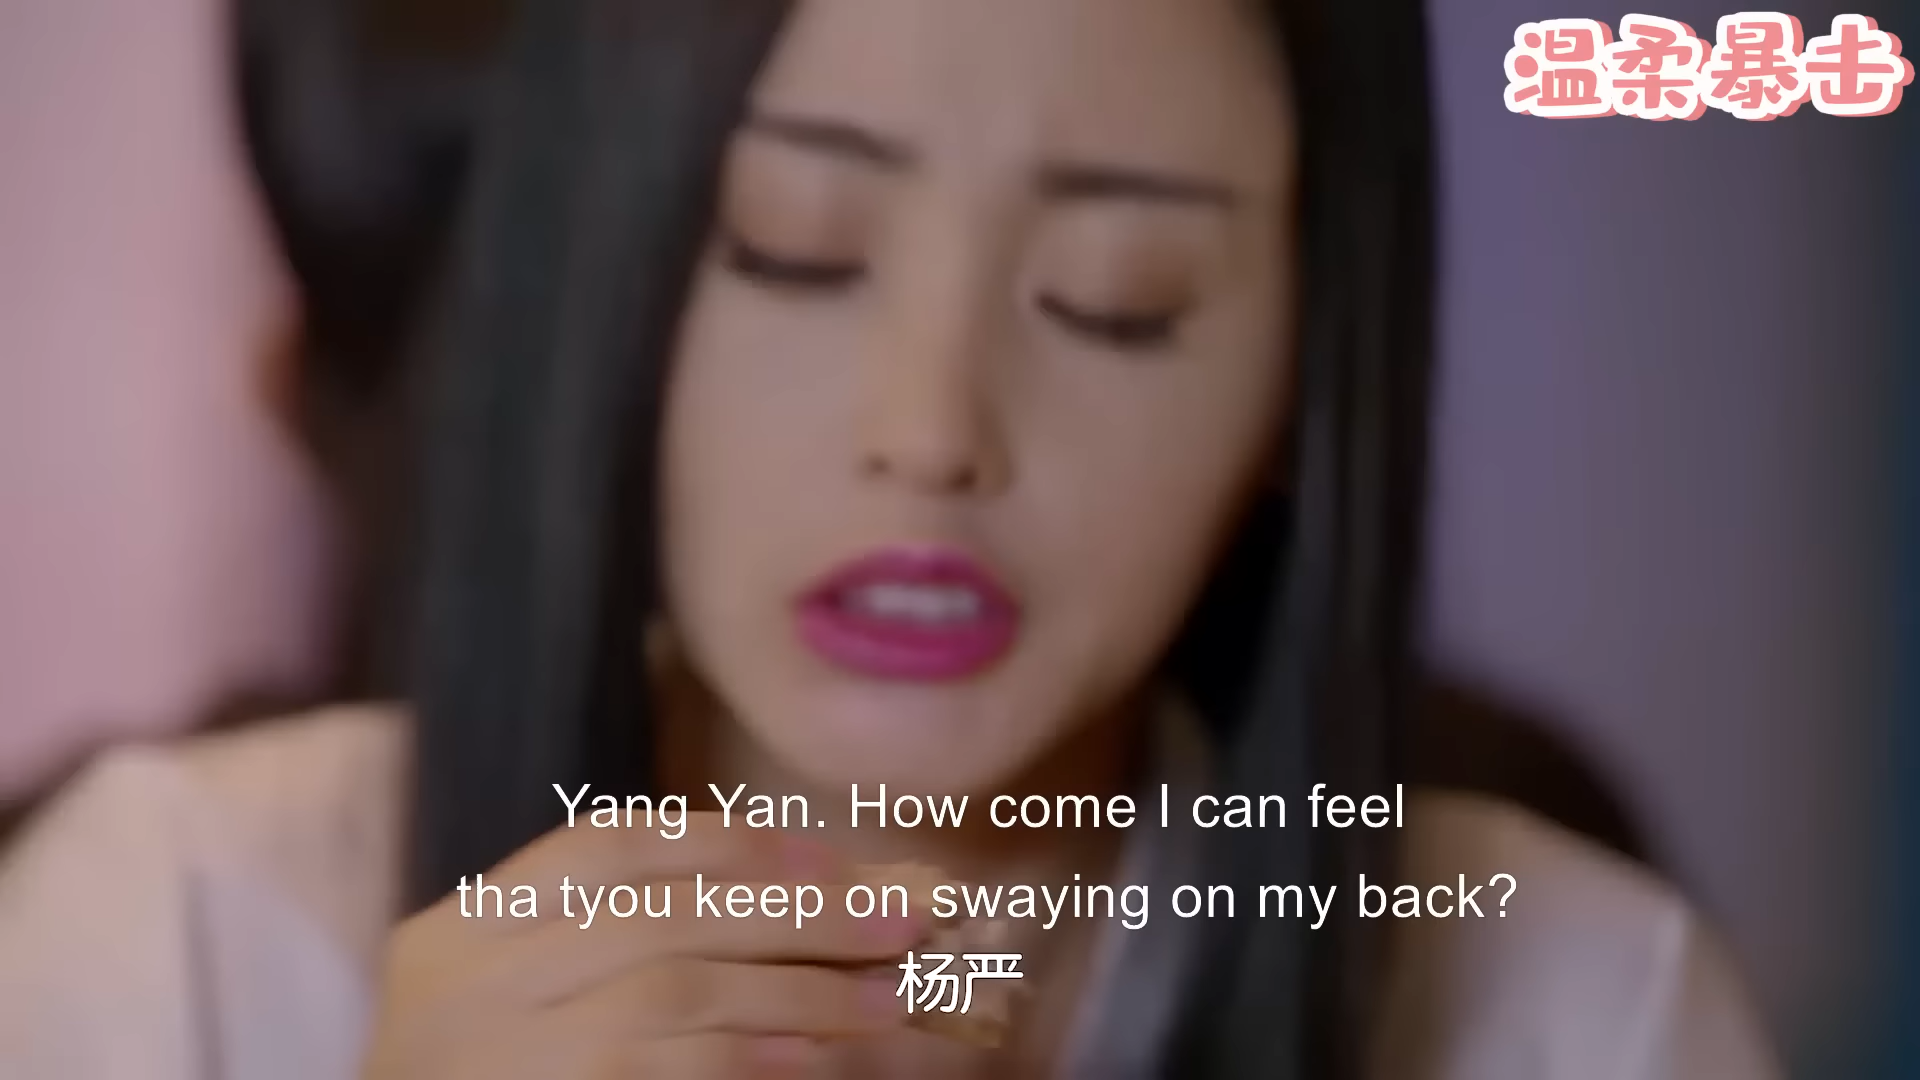 温柔暴击
Yang Yan. How come I can feel
tha tyou keep on swaying on my back?
杨严